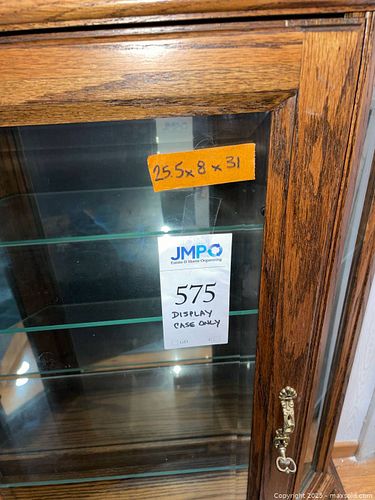 25.5 x 8 x 31
JMPO
Estate & Home Organizing
575
DISPLAY
CASE ONLY
Copyright © 2025 - maxsold.com